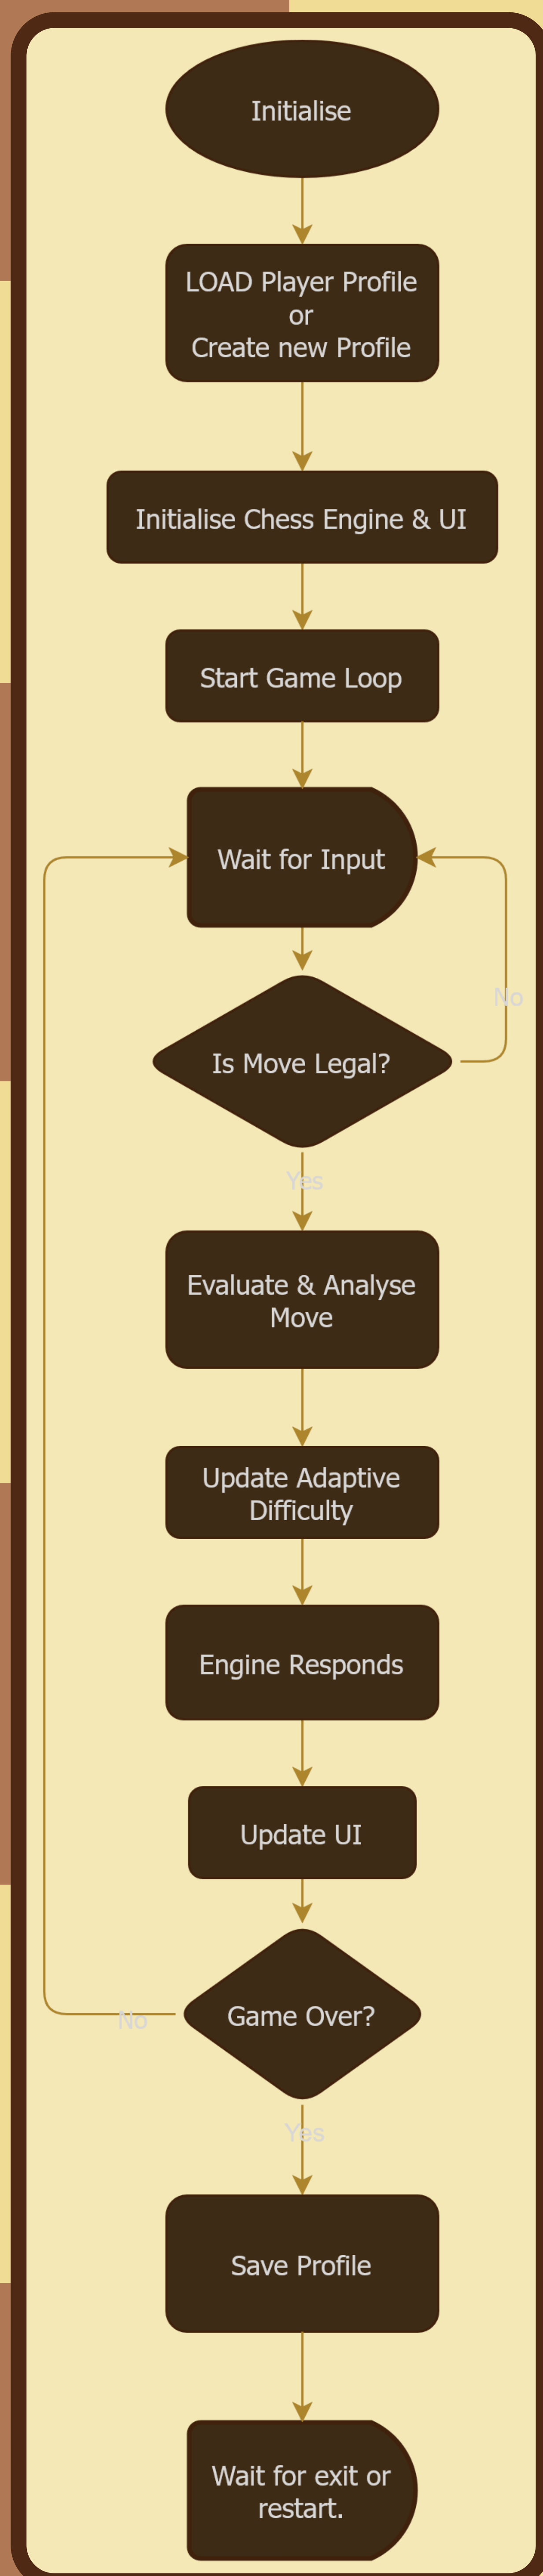 Initialise
LOAD Player Profile
or
Create new Profile
Initialise Chess Engine & UI
Start Game Loop
Wait for Input
No
Is Move Legal?
Yes
Evaluate & Analyse
Move
Update Adaptive
Difficulty
Engine Responds
Update UI
Game Over?
No
Yes
Save Profile
Wait for exit or
restart.